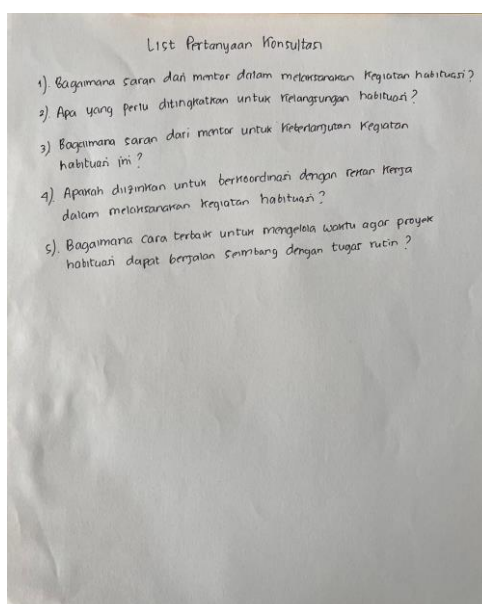 List Pertanyaan Konsultasi
1). Bagaimana saran dari mentor dalam melaksanakan kegiatan habituasi?
2). Apa yang perlu ditingkatkan untuk kelangsungan habituasi?
3) Bagaimana saran dari mentor untuk keberlanjutan kegiatan
habituasi ini?
4) Apakah diizinkan untuk berkoordinasi dengan rekan kerja
dalam melaksanakan kegiatan habituasi?
5). Bagaimana cara terbaik untuk mengelola waktu agar proyek
habituasi dapat berjalan seimbang dengan tugas rutin?